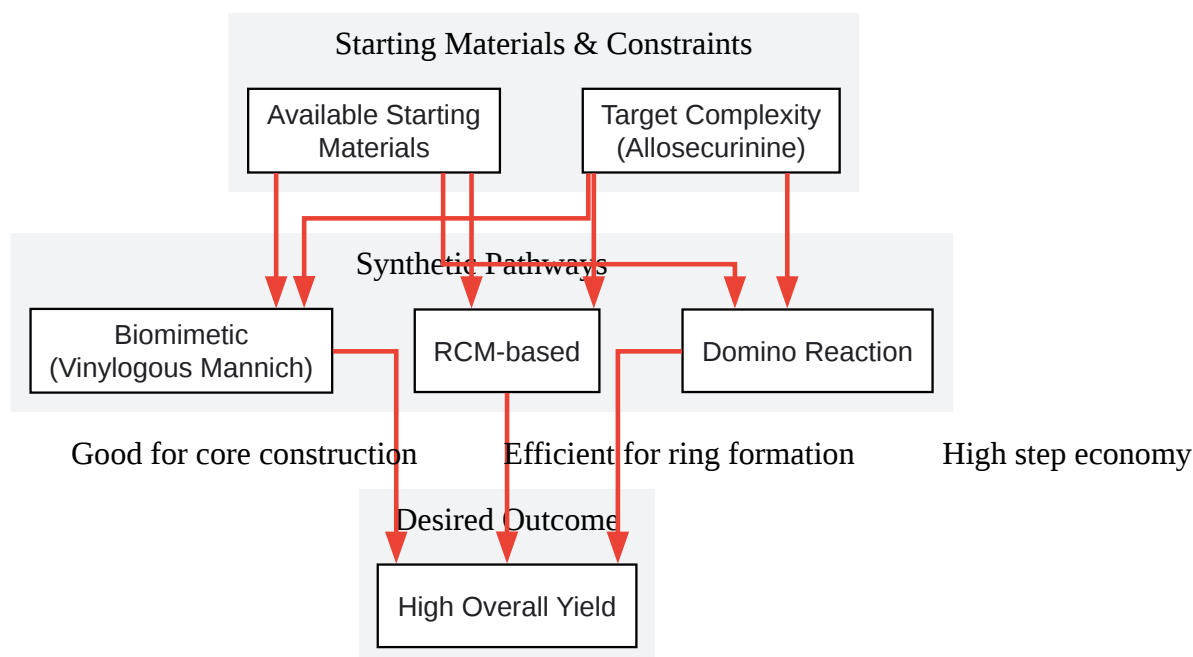 Starting Materials & Constraints
Available Starting
Materials
Target Complexity
(Allosecurinine)
Synthetic Pathways
Biomimetic
(Vinylogous Mannich)
RCM-based
Domino Reaction
Good for core construction
Efficient for ring formation
High step economy
Desired Outcome
High Overall Yield